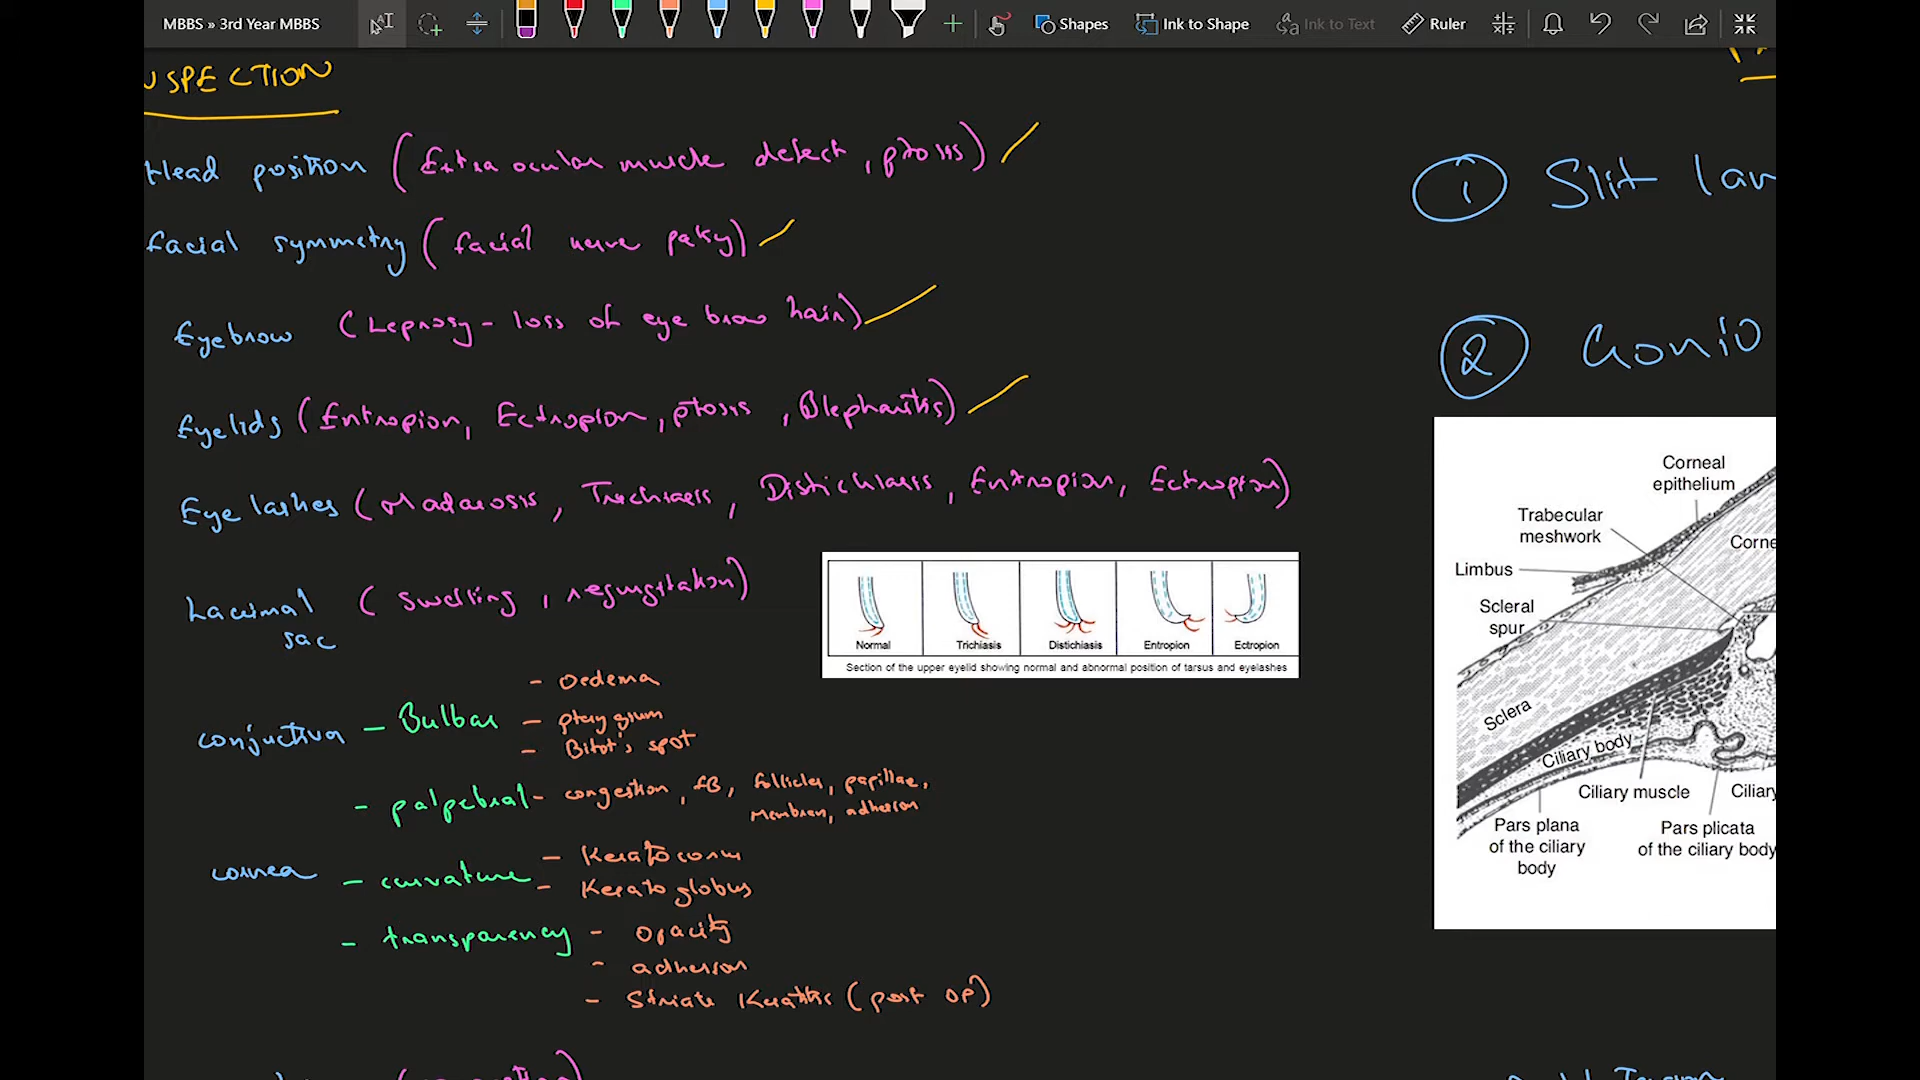 MBBS » 3rd Year MBBS
Shapes
Ink to Shape
Ink to Text
Ruler
NSPECTION
Head position (Extra ocular muscle defect, ptosis)
facial symmetry (facial nerve palsy)
Eyebrow (Leprosy - loss of eye brow hair)
Eyelids (Entropion, Ectropion, ptosis, Blepharitis)
Eye lashes (Madarosis, Trichiasis, Distichiasis, Entropion, Ectropion)
Lacrimal sac (swelling, regurgitation)
Normal Trichiasis Distichiasis Entropion Ectropion
Section of the upper eyelid showing normal and abnormal position of tarsus and eyelashes
conjuctiva - Bulbar - Oedema
- pterygium
- Bitot's spot
- palpebral - congestion, FB, follicles, papillae,
membran, adhesion
cornea - curvature - Keratoconus
- Keratoglobus
- transparency - opacity
- adhesion
- Striate Keratitis (post OP)
1 Slit lam
2 Gonio
Corneal
epithelium
Trabecular
meshwork
Corne
Limbus
Scleral
spur
Sclera
Ciliary body
Ciliary muscle
Ciliary
Pars plana
of the ciliary
body
Pars plicata
of the ciliary body